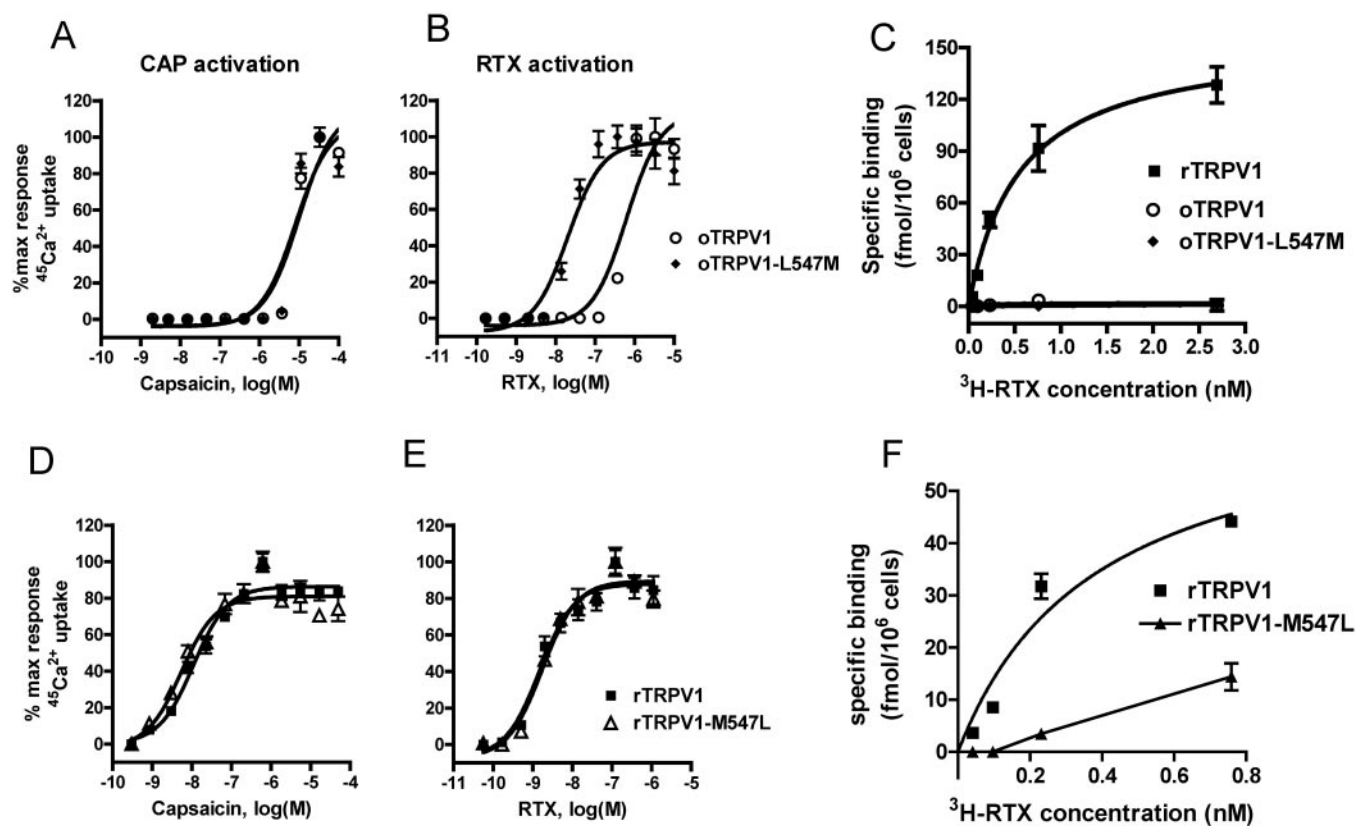 A
CAP activation
%max response
⁴⁵Ca²⁺ uptake
120
100
80
60
40
20
0
-10 -9 -8 -7 -6 -5 -4
Capsaicin, log(M)
B
RTX activation
120
100
80
60
40
20
0
-11 -10 -9 -8 -7 -6 -5
RTX, log(M)
oTRPV1
oTRPV1-L547M
C
Specific binding
(fmol/10⁶ cells)
150
120
90
60
30
0
0.0 0.5 1.0 1.5 2.0 2.5 3.0
³H-RTX concentration (nM)
rTRPV1
oTRPV1
oTRPV1-L547M
D
% max response
⁴⁵Ca²⁺ uptake
120
100
80
60
40
20
0
-10 -9 -8 -7 -6 -5 -4
Capsaicin, log(M)
E
120
100
80
60
40
20
0
-11 -10 -9 -8 -7 -6 -5
RTX, log(M)
rTRPV1
rTRPV1-M547L
F
specific binding
(fmol/10⁶ cells)
50
40
30
20
10
0
0.2 0.4 0.6 0.8
³H-RTX concentration (nM)
rTRPV1
rTRPV1-M547L